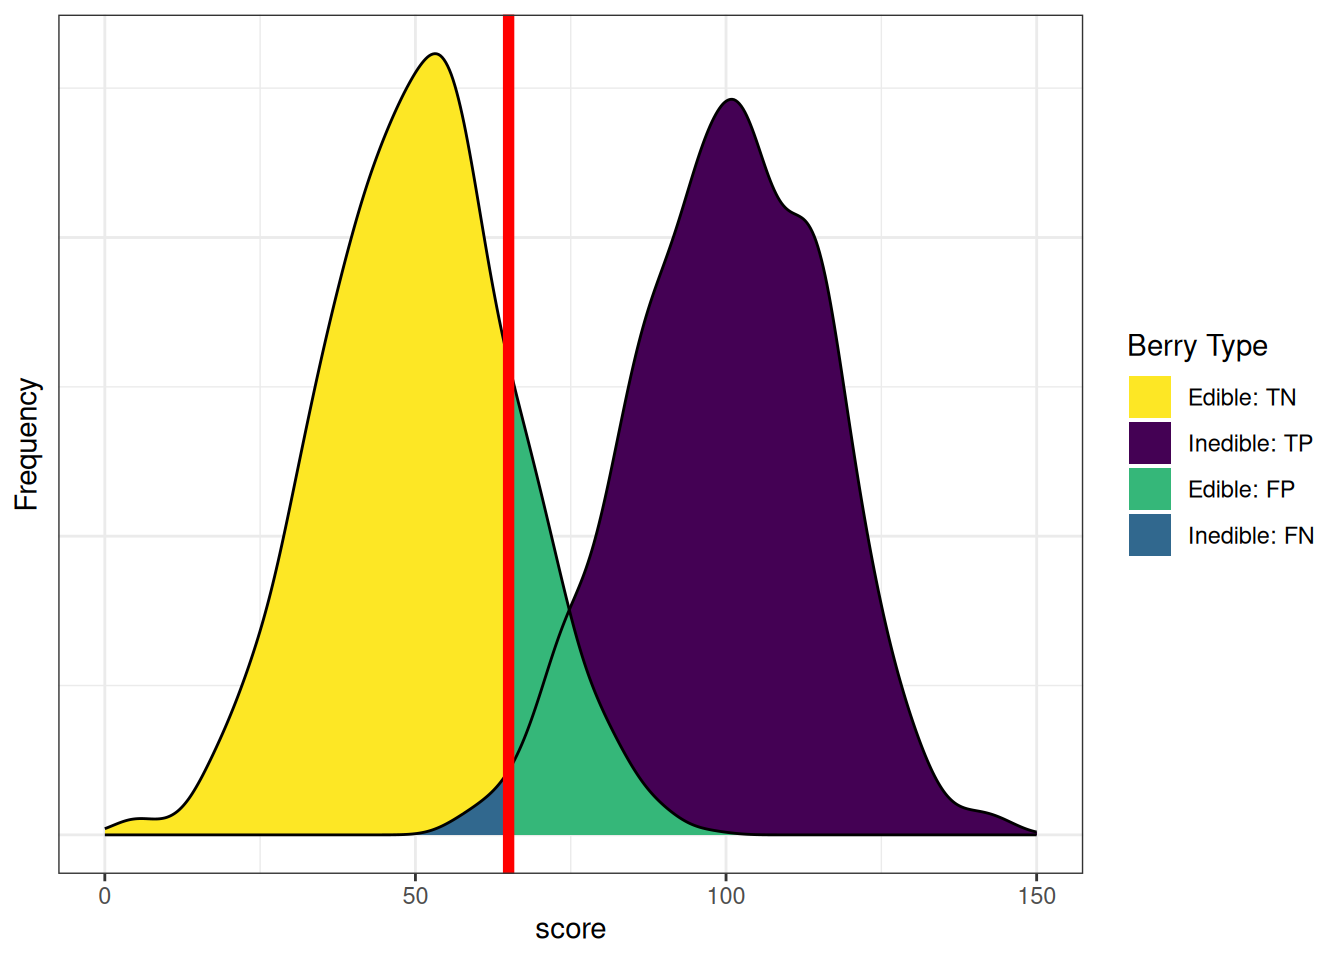 Frequency
0
50
100
150
score
Berry Type
Edible: TN
Inedible: TP
Edible: FP
Inedible: FN